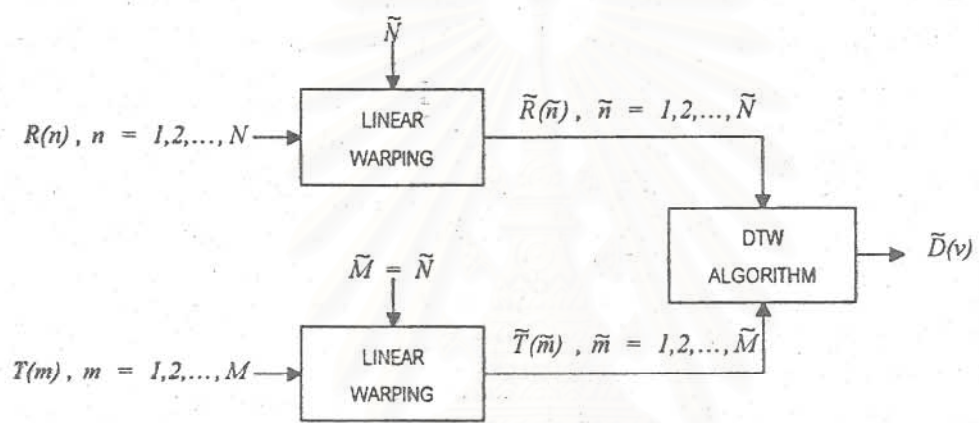 Ñ
LINEAR
WARPING
R(n) , n = 1,2,..., N
R̃(ñ) , ñ = 1,2,..., Ñ
DTW
ALGORITHM
D̃(v)
M̃ = Ñ
LINEAR
WARPING
T(m) , m = 1,2,..., M
T̃(m̃) , m̃ = 1,2,..., M̃